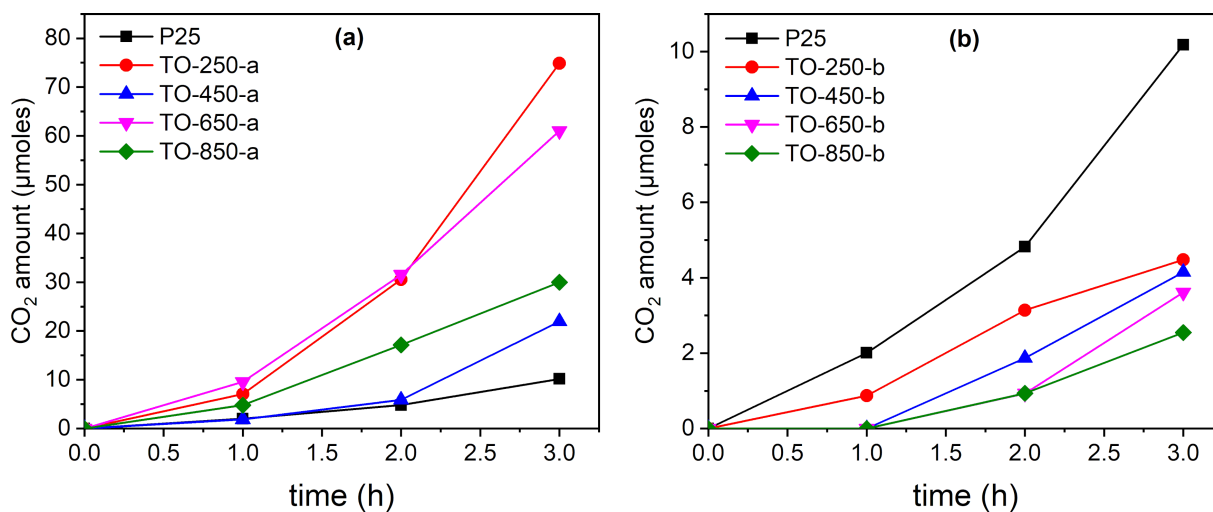 (a)
P25
TO-250-a
TO-450-a
TO-650-a
TO-850-a
CO₂ amount (μmoles)
80
70
60
50
40
30
20
10
0
0.0 0.5 1.0 1.5 2.0 2.5 3.0
time (h)
(b)
P25
TO-250-b
TO-450-b
TO-650-b
TO-850-b
CO₂ amount (μmoles)
10
8
6
4
2
0
0.0 0.5 1.0 1.5 2.0 2.5 3.0
time (h)